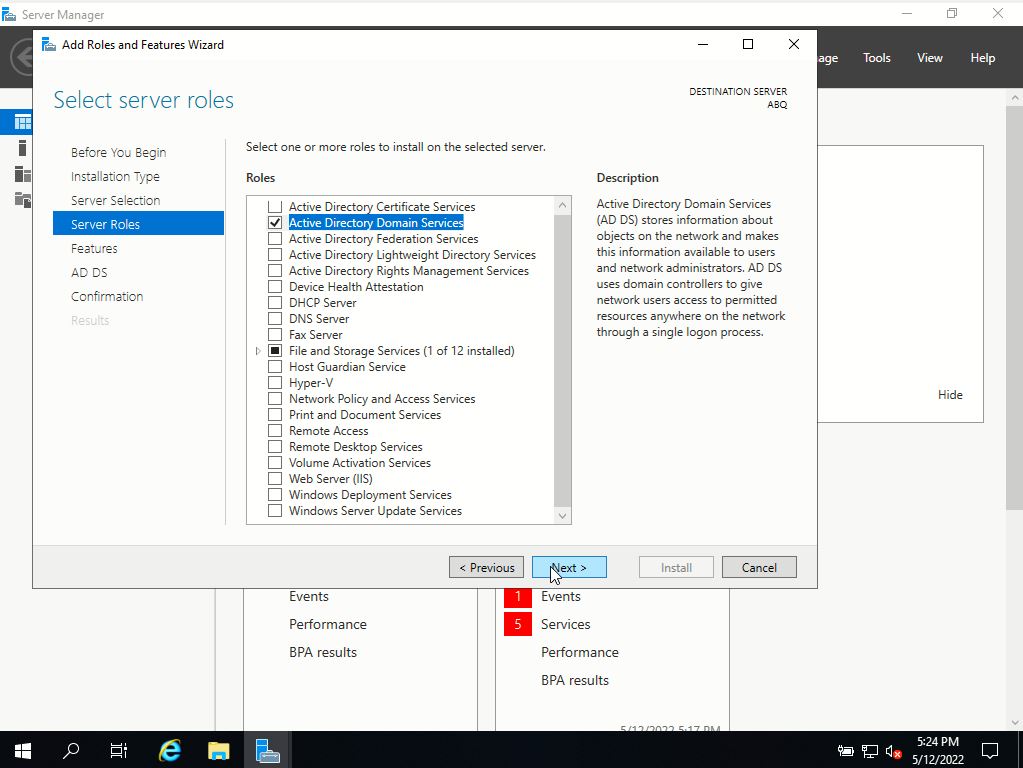 Server Manager
Add Roles and Features Wizard
Tools View Help
Select server roles
DESTINATION SERVER
ABQ
Before You Begin
Installation Type
Server Selection
Server Roles
Features
AD DS
Confirmation
Results
Select one or more roles to install on the selected server.
Roles
Active Directory Certificate Services
Active Directory Domain Services
Active Directory Federation Services
Active Directory Lightweight Directory Services
Active Directory Rights Management Services
Device Health Attestation
DHCP Server
DNS Server
Fax Server
File and Storage Services (1 of 12 installed)
Host Guardian Service
Hyper-V
Network Policy and Access Services
Print and Document Services
Remote Access
Remote Desktop Services
Volume Activation Services
Web Server (IIS)
Windows Deployment Services
Windows Server Update Services
Description
Active Directory Domain Services
(AD DS) stores information about
objects on the network and makes
this information available to users
and network administrators. AD DS
uses domain controllers to give
network users access to permitted
resources anywhere on the network
through a single logon process.
Hide
< Previous
Next >
Install
Cancel
Events
Performance
BPA results
1 Events
5 Services
Performance
BPA results
5/12/2022 5:17 PM
5:24 PM
5/12/2022